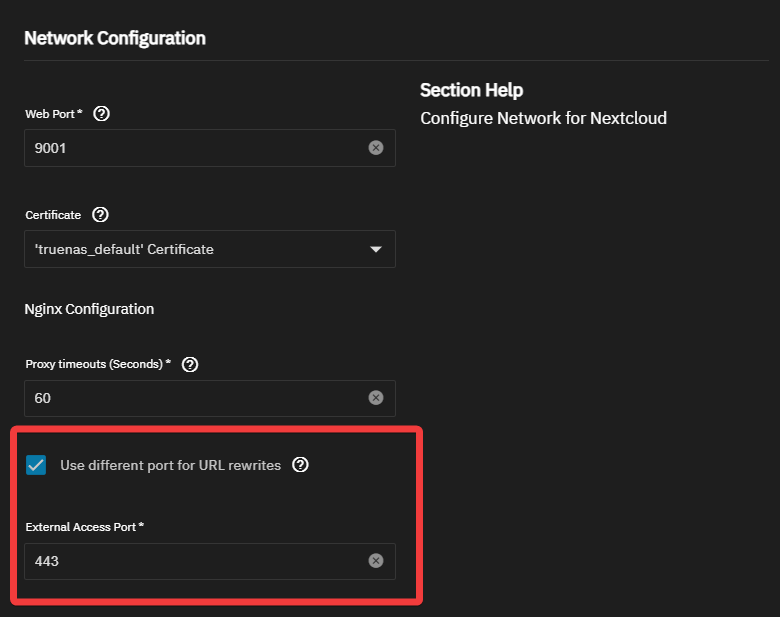 Network Configuration
Section Help
Configure Network for Nextcloud
Web Port *
9001
Certificate
'truenas_default' Certificate
Nginx Configuration
Proxy timeouts (Seconds) *
60
Use different port for URL rewrites
External Access Port *
443